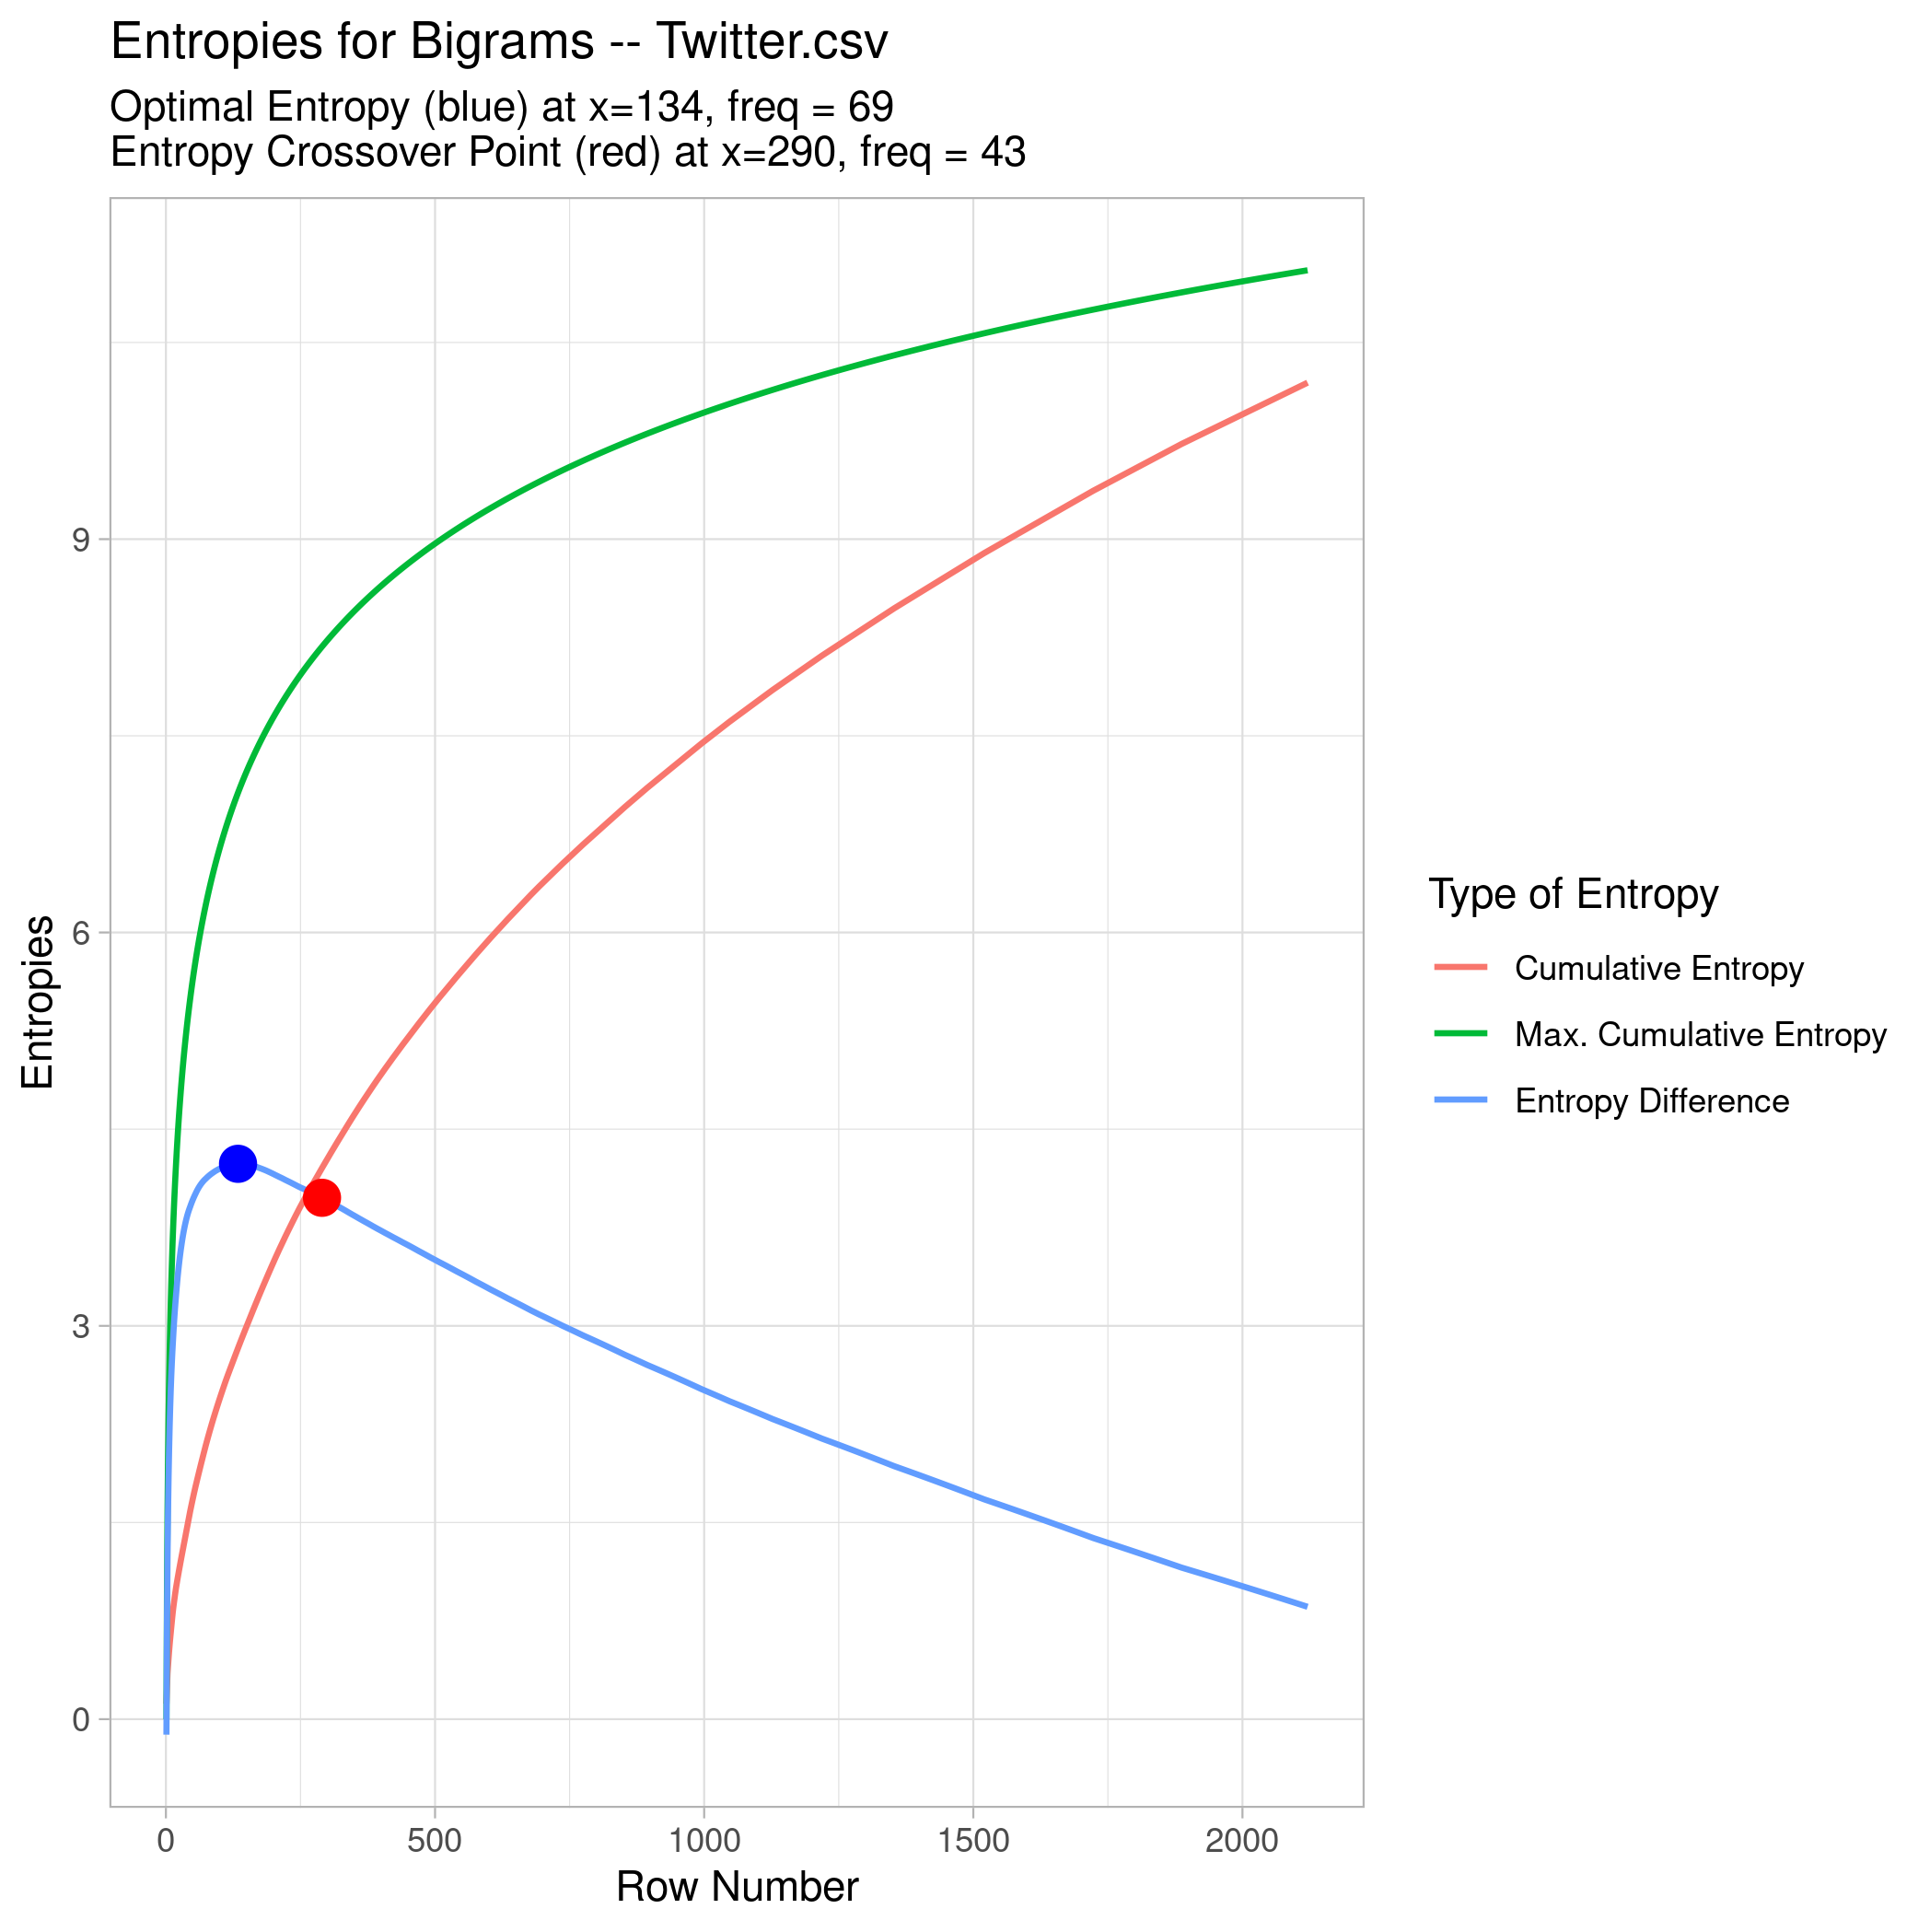 Entropies for Bigrams -- Twitter.csv
Optimal Entropy (blue) at x=134, freq = 69
Entropy Crossover Point (red) at x=290, freq = 43
Entropies
9
6
3
0
0 500 1000 1500 2000
Row Number
Type of Entropy
Cumulative Entropy
Max. Cumulative Entropy
Entropy Difference